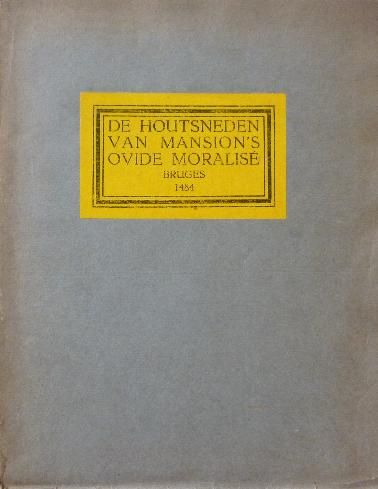 DE HOUTSNEDEN
VAN MANSION'S
OVIDE MORALISÉ
BRUGES
1484